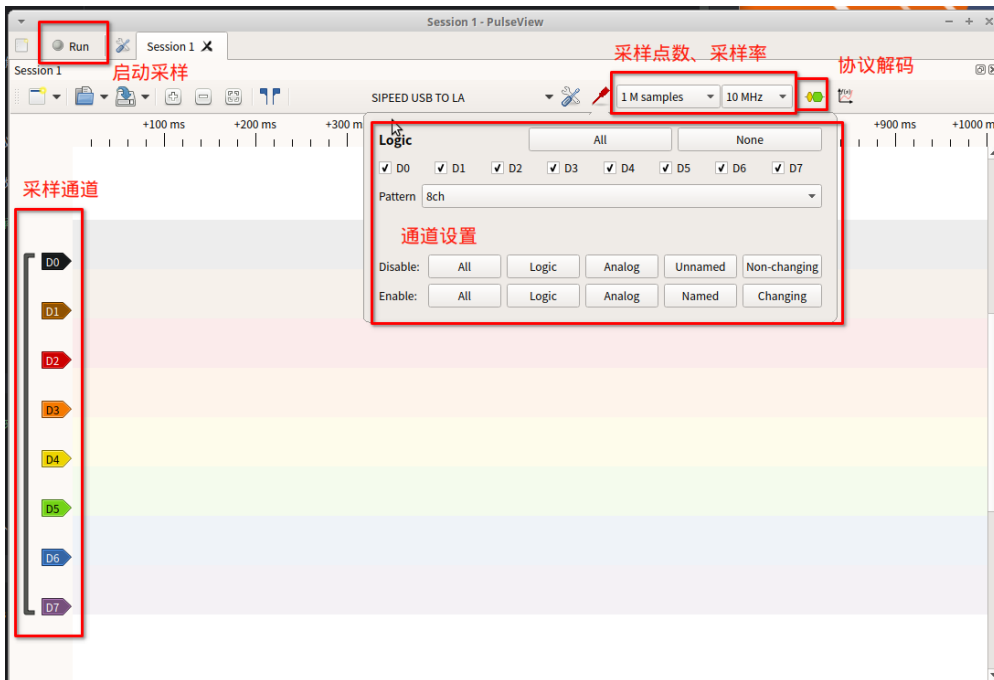 Session 1 - PulseView
Run
Session 1
Session 1
启动采样
采样点数、采样率
协议解码
SIPEED USB TO LA
1 M samples
10 MHz
+100 ms
+200 ms
+300 m
+900 ms
+1000 m
Logic
All
None
D0 D1 D2 D3 D4 D5 D6 D7
Pattern 8ch
通道设置
Disable: All Logic Analog Unnamed Non-changing
Enable: All Logic Analog Named Changing
采样通道
D0
D1
D2
D3
D4
D5
D6
D7